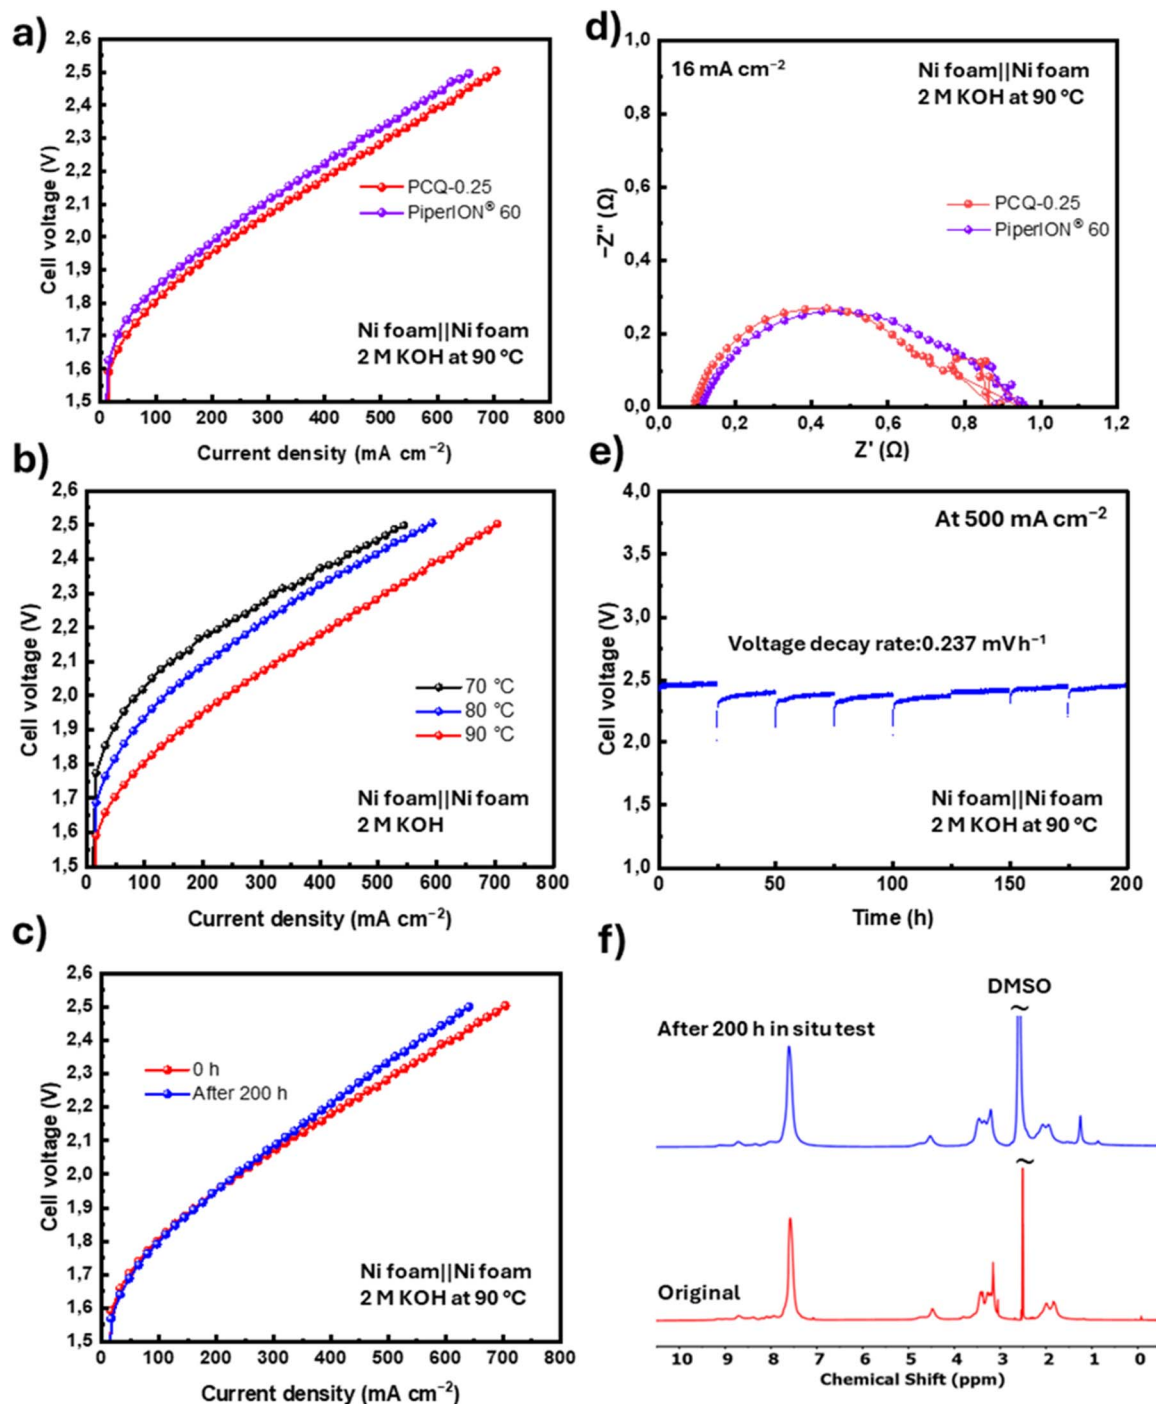 a)
2,6
2,5
2,4
2,3
2,2
2,1
2,0
1,9
1,8
1,7
1,6
1,5
Cell voltage (V)
PCQ-0.25
PiperION® 60
Ni foam||Ni foam
2 M KOH at 90 °C
0 100 200 300 400 500 600 700 800
Current density (mA cm⁻²)
d)
1,0
0,8
0,6
0,4
0,2
0,0
−Z'' (Ω)
16 mA cm⁻²
Ni foam||Ni foam
2 M KOH at 90 °C
PCQ-0.25
PiperION® 60
0,0 0,2 0,4 0,6 0,8 1,0 1,2
Z' (Ω)
b)
2,6
2,5
2,4
2,3
2,2
2,1
2,0
1,9
1,8
1,7
1,6
1,5
Cell voltage (V)
70 °C
80 °C
90 °C
Ni foam||Ni foam
2 M KOH
0 100 200 300 400 500 600 700 800
Current density (mA cm⁻²)
e)
4,0
3,5
3,0
2,5
2,0
1,5
1,0
Cell voltage (V)
At 500 mA cm⁻²
Voltage decay rate:0.237 mVh⁻¹
Ni foam||Ni foam
2 M KOH at 90 °C
0 50 100 150 200
Time (h)
c)
2,6
2,5
2,4
2,3
2,2
2,1
2,0
1,9
1,8
1,7
1,6
1,5
Cell voltage (V)
0 h
After 200 h
Ni foam||Ni foam
2 M KOH at 90 °C
0 100 200 300 400 500 600 700 800
Current density (mA cm⁻²)
f)
DMSO
~
After 200 h in situ test
~
Original
10 9 8 7 6 5 4 3 2 1 0
Chemical Shift (ppm)